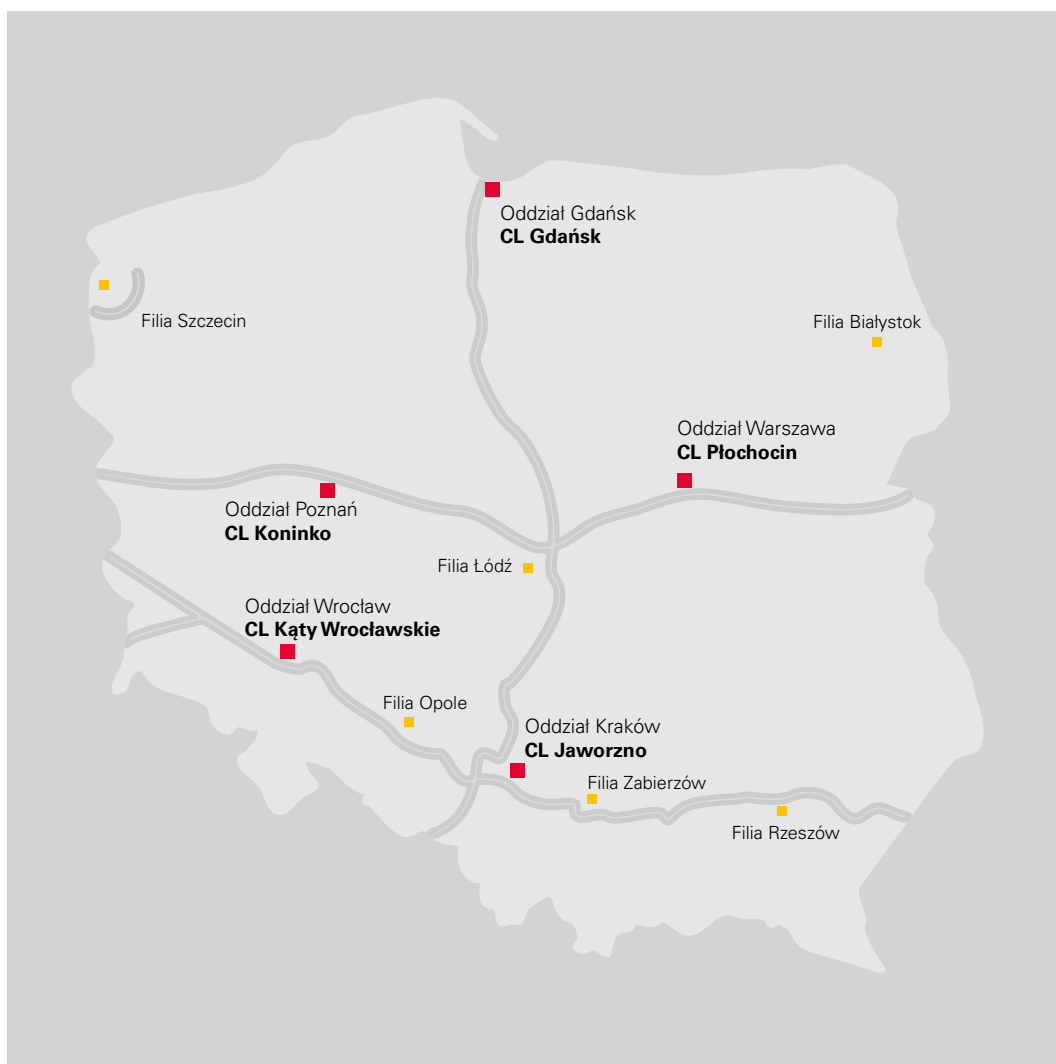 Oddział Gdańsk
CL Gdańsk
Filia Szczecin
Filia Białystok
Oddział Warszawa
CL Płochocin
Oddział Poznań
CL Koninko
Filia Łódź
Oddział Wrocław
CL Kąty Wrocławskie
Filia Opole
Oddział Kraków
CL Jaworzno
Filia Zabierzów
Filia Rzeszów